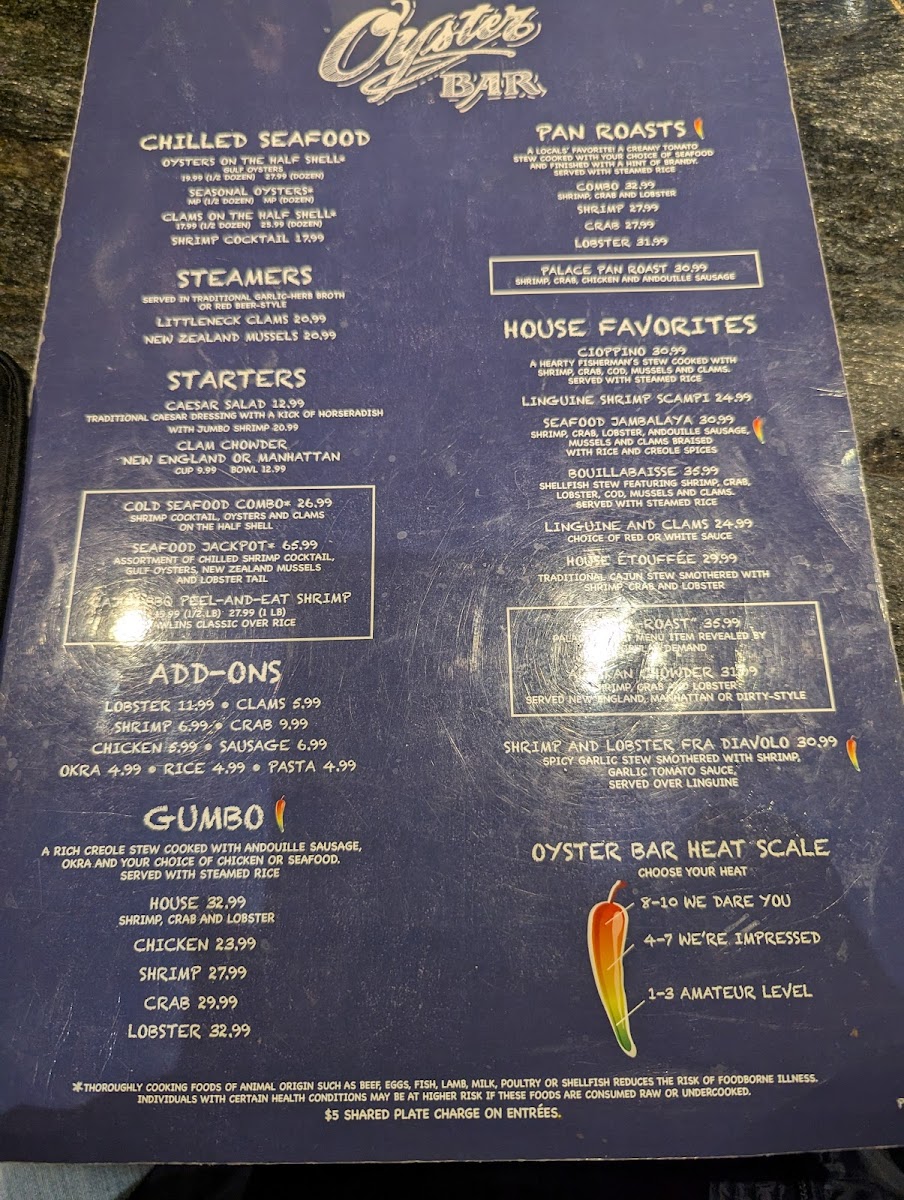 Oyster
BAR
CHILLED SEAFOOD
OYSTERS ON THE HALF SHELL*
GULF OYSTERS
19.99 (1/2 DOZEN) 27.99 (DOZEN)
SEASONAL OYSTERS*
MP (1/2 DOZEN) MP (DOZEN)
CLAMS ON THE HALF SHELL*
17.99 (1/2 DOZEN) 25.99 (DOZEN)
SHRIMP COCKTAIL 17.99
STEAMERS
SERVED IN TRADITIONAL GARLIC-HERB BROTH
OR RED BEER-STYLE
LITTLENECK CLAMS 20.99
NEW ZEALAND MUSSELS 20.99
STARTERS
CAESAR SALAD 12.99
TRADITIONAL CAESAR DRESSING WITH A KICK OF HORSERADISH
WITH JUMBO SHRIMP 20.99
CLAM CHOWDER
NEW ENGLAND OR MANHATTAN
CUP 9.99 BOWL 12.99
COLD SEAFOOD COMBO* 26.99
SHRIMP COCKTAIL, OYSTERS AND CLAMS
ON THE HALF SHELL
SEAFOOD JACKPOT* 65.99
ASSORTMENT OF CHILLED SHRIMP COCKTAIL,
GULF OYSTERS, NEW ZEALAND MUSSELS
AND LOBSTER TAIL
PEEL-AND-EAT SHRIMP
(1/2 LB) 27.99 (1 LB)
CLASSIC OVER RICE
ADD-ONS
LOBSTER 11.99 • CLAMS 5.99
SHRIMP 6.99 • CRAB 9.99
CHICKEN 5.99 • SAUSAGE 6.99
OKRA 4.99 • RICE 4.99 • PASTA 4.99
GUMBO
A RICH CREOLE STEW COOKED WITH ANDOUILLE SAUSAGE,
OKRA AND YOUR CHOICE OF CHICKEN OR SEAFOOD.
SERVED WITH STEAMED RICE
HOUSE 32.99
SHRIMP, CRAB AND LOBSTER
CHICKEN 23.99
SHRIMP 27.99
CRAB 29.99
LOBSTER 32.99
PAN ROASTS
A LOCALS' FAVORITE! A CREAMY TOMATO
STEW COOKED WITH YOUR CHOICE OF SEAFOOD
AND FINISHED WITH A HINT OF BRANDY.
SERVED WITH STEAMED RICE
COMBO 32.99
SHRIMP, CRAB AND LOBSTER
SHRIMP 27.99
CRAB 27.99
LOBSTER 31.99
PALACE PAN ROAST 30.99
SHRIMP, CRAB, CHICKEN AND ANDOUILLE SAUSAGE
HOUSE FAVORITES
CIOPPINO 30.99
A HEARTY FISHERMAN'S STEW COOKED WITH
SHRIMP, CRAB, COD, MUSSELS AND CLAMS.
SERVED WITH STEAMED RICE
LINGUINE SHRIMP SCAMPI 24.99
SEAFOOD JAMBALAYA 30.99
SHRIMP, CRAB, LOBSTER, ANDOUILLE SAUSAGE,
MUSSELS AND CLAMS BRAISED
WITH RICE AND CREOLE SPICES
BOUILLABAISSE 35.99
SHELLFISH STEW FEATURING SHRIMP, CRAB,
LOBSTER, COD, MUSSELS AND CLAMS.
SERVED WITH STEAMED RICE
LINGUINE AND CLAMS 24.99
CHOICE OF RED OR WHITE SAUCE
HOUSE ÉTOUFFÉE 29.99
TRADITIONAL CAJUN STEW SMOTHERED WITH
SHRIMP, CRAB AND LOBSTER
-ROAST" 35.99
MENU ITEM REVEALED BY
DEMAND
CHOWDER 31.99
SHRIMP, CRAB AND LOBSTER
SERVED NEW ENGLAND, MANHATTAN OR DIRTY-STYLE
SHRIMP AND LOBSTER FRA DIAVOLO 30.99
SPICY GARLIC STEW SMOTHERED WITH SHRIMP,
GARLIC TOMATO SAUCE,
SERVED OVER LINGUINE
OYSTER BAR HEAT SCALE
CHOOSE YOUR HEAT
8-10 WE DARE YOU
4-7 WE'RE IMPRESSED
1-3 AMATEUR LEVEL
*THOROUGHLY COOKING FOODS OF ANIMAL ORIGIN SUCH AS BEEF, EGGS, FISH, LAMB, MILK, POULTRY OR SHELLFISH REDUCES THE RISK OF FOODBORNE ILLNESS.
INDIVIDUALS WITH CERTAIN HEALTH CONDITIONS MAY BE AT HIGHER RISK IF THESE FOODS ARE CONSUMED RAW OR UNDERCOOKED.
$5 SHARED PLATE CHARGE ON ENTRÉES.